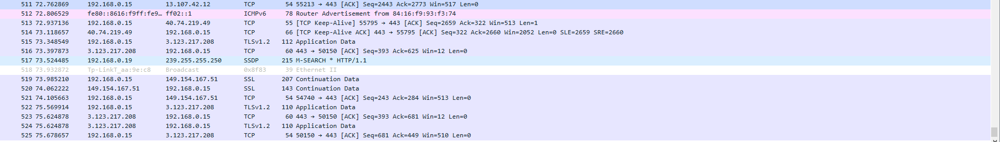 511 72.762869 192.168.0.15 13.107.42.12 TCP 54 55213 → 443 [ACK] Seq=2443 Ack=2773 Win=517 Len=0
512 72.806529 fe80::8616:f9ff:fe9… ff02::1 ICMPv6 78 Router Advertisement from 84:16:f9:93:f3:74
513 72.937136 192.168.0.15 40.74.219.49 TCP 55 [TCP Keep-Alive] 55795 → 443 [ACK] Seq=2659 Ack=322 Win=513 Len=1
514 73.118657 40.74.219.49 192.168.0.15 TCP 66 [TCP Keep-Alive ACK] 443 → 55795 [ACK] Seq=322 Ack=2660 Win=2052 Len=0 SLE=2659 SRE=2660
515 73.348549 192.168.0.15 3.123.217.208 TLSv1.2 112 Application Data
516 73.397873 3.123.217.208 192.168.0.15 TCP 60 443 → 50150 [ACK] Seq=393 Ack=625 Win=12 Len=0
517 73.524485 192.168.0.19 239.255.255.250 SSDP 215 M-SEARCH * HTTP/1.1
518 73.932872 Tp-LinkT_aa:9e:c8 Broadcast 0x8f83 39 Ethernet II
519 73.985210 192.168.0.15 149.154.167.51 SSL 207 Continuation Data
520 74.062222 149.154.167.51 192.168.0.15 SSL 143 Continuation Data
521 74.105663 192.168.0.15 149.154.167.51 TCP 54 54740 → 443 [ACK] Seq=243 Ack=284 Win=513 Len=0
522 75.569914 192.168.0.15 3.123.217.208 TLSv1.2 110 Application Data
523 75.624878 3.123.217.208 192.168.0.15 TCP 60 443 → 50150 [ACK] Seq=393 Ack=681 Win=12 Len=0
524 75.624878 3.123.217.208 192.168.0.15 TLSv1.2 110 Application Data
525 75.678657 192.168.0.15 3.123.217.208 TCP 54 50150 → 443 [ACK] Seq=681 Ack=449 Win=510 Len=0